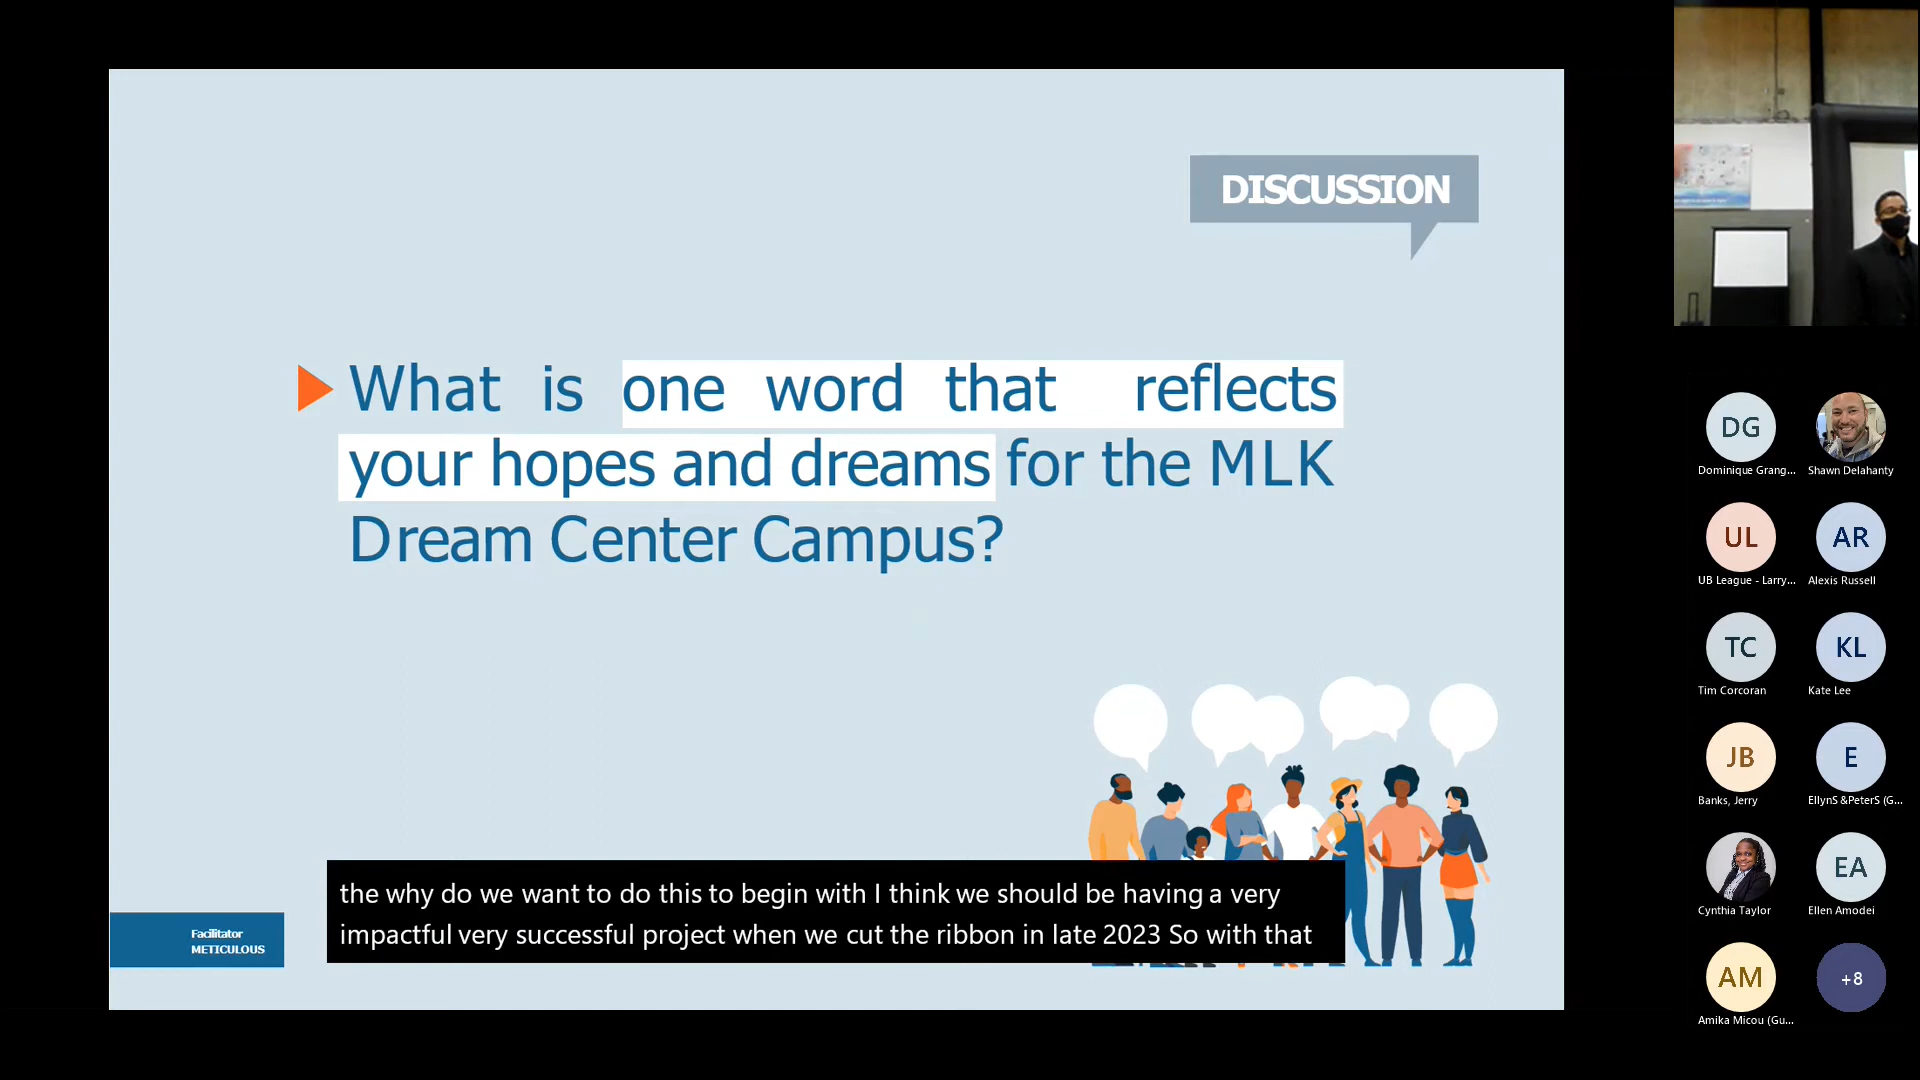 DISCUSSION
What is one word that reflects
your hopes and dreams for the MLK
Dream Center Campus?
the why do we want to do this to begin with I think we should be having a very
impactful very successful project when we cut the ribbon in late 2023 So with that
Facilitator
METICULOUS
DG
Dominique Grang...
Shawn Delahanty
UL
UB League - Larry...
AR
Alexis Russell
TC
Tim Corcoran
KL
Kate Lee
JB
Banks, Jerry
E
EllynS &PeterS (G...
Cynthia Taylor
EA
Ellen Amodei
AM
Amika Micou (Gu...
+8